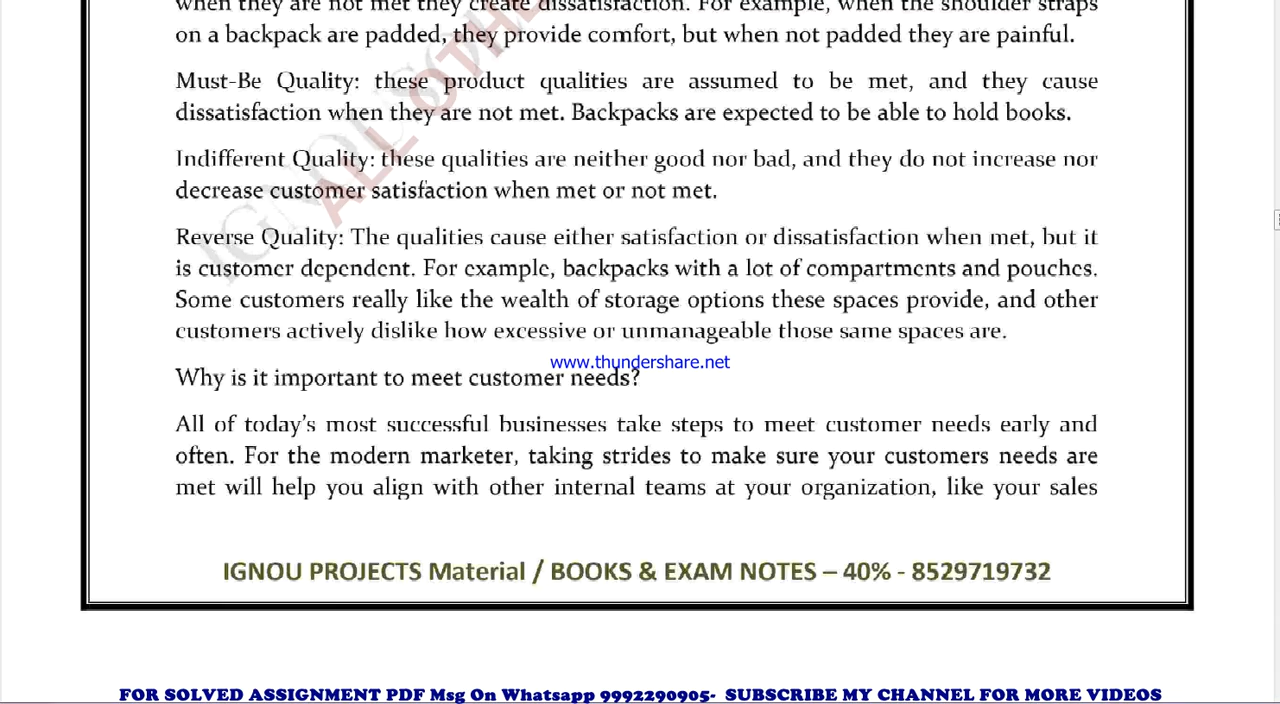 when they are not met they create dissatisfaction. For example, when the shoulder straps
on a backpack are padded, they provide comfort, but when not padded they are painful.
Must-Be Quality: these product qualities are assumed to be met, and they cause
dissatisfaction when they are not met. Backpacks are expected to be able to hold books.
Indifferent Quality: these qualities are neither good nor bad, and they do not increase nor
decrease customer satisfaction when met or not met.
Reverse Quality: The qualities cause either satisfaction or dissatisfaction when met, but it
is customer dependent. For example, backpacks with a lot of compartments and pouches.
Some customers really like the wealth of storage options these spaces provide, and other
customers actively dislike how excessive or unmanageable those same spaces are.
www.thundershare.net
Why is it important to meet customer needs?
All of today's most successful businesses take steps to meet customer needs early and
often. For the modern marketer, taking strides to make sure your customers needs are
met will help you align with other internal teams at your organization, like your sales
IGNOU PROJECTS Material / BOOKS & EXAM NOTES – 40% - 8529719732
FOR SOLVED ASSIGNMENT PDF Msg On Whatsapp 9992290905- SUBSCRIBE MY CHANNEL FOR MORE VIDEOS